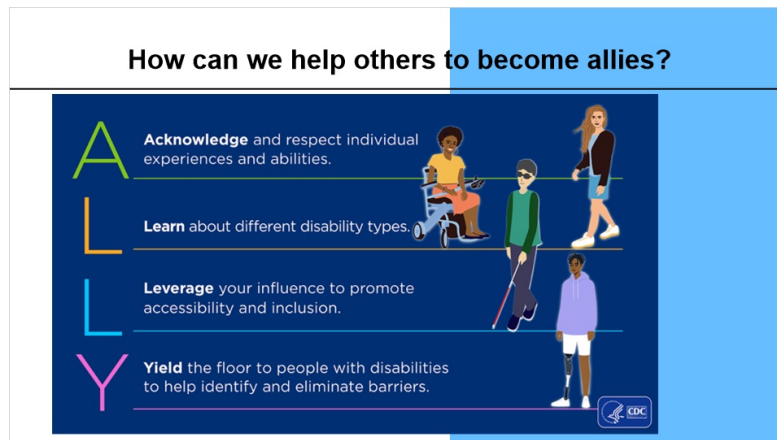 How can we help others to become allies?
A
Acknowledge and respect individual
experiences and abilities.
L
Learn about different disability types.
L
Leverage your influence to promote
accessibility and inclusion.
Y
Yield the floor to people with disabilities
to help identify and eliminate barriers.
CDC